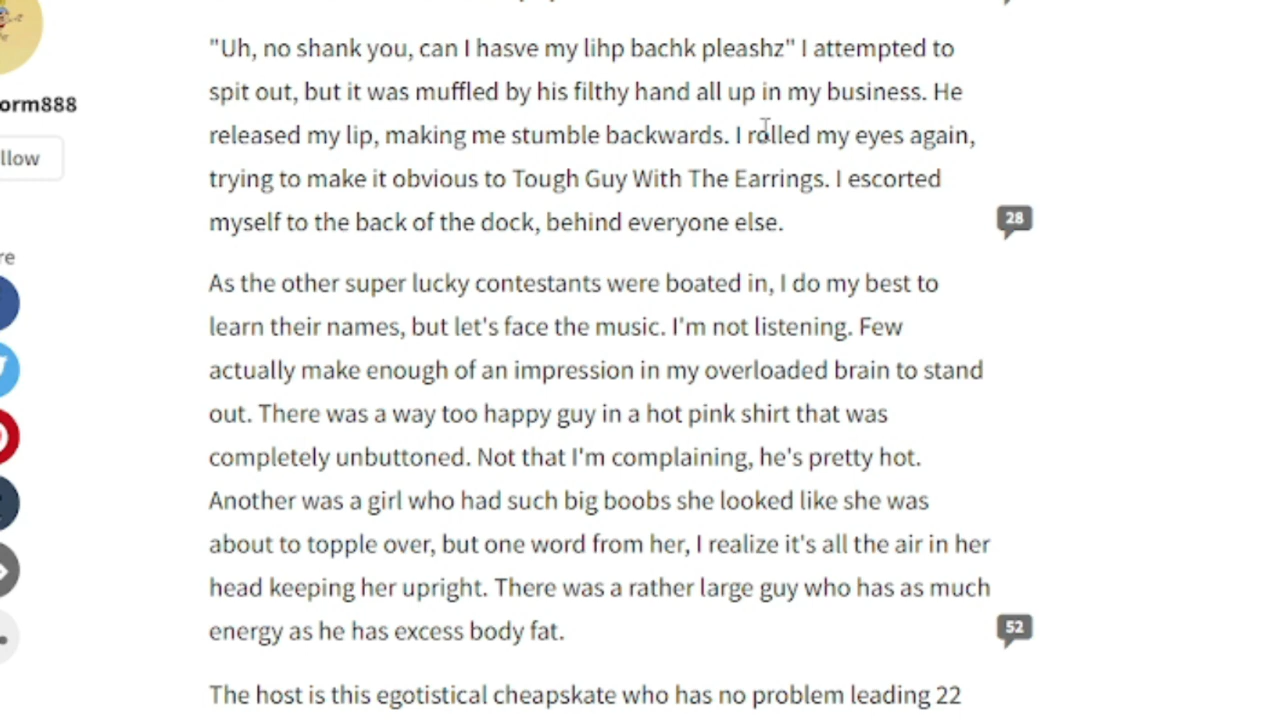 "Uh, no shank you, can I hasve my lihp bachk pleashz" I attempted to
spit out, but it was muffled by his filthy hand all up in my business. He
released my lip, making me stumble backwards. I rolled my eyes again,
trying to make it obvious to Tough Guy With The Earrings. I escorted
myself to the back of the dock, behind everyone else.
28
As the other super lucky contestants were boated in, I do my best to
learn their names, but let's face the music. I'm not listening. Few
actually make enough of an impression in my overloaded brain to stand
out. There was a way too happy guy in a hot pink shirt that was
completely unbuttoned. Not that I'm complaining, he's pretty hot.
Another was a girl who had such big boobs she looked like she was
about to topple over, but one word from her, I realize it's all the air in her
head keeping her upright. There was a rather large guy who has as much
energy as he has excess body fat.
52
The host is this egotistical cheapskate who has no problem leading 22
orm888
llow
re